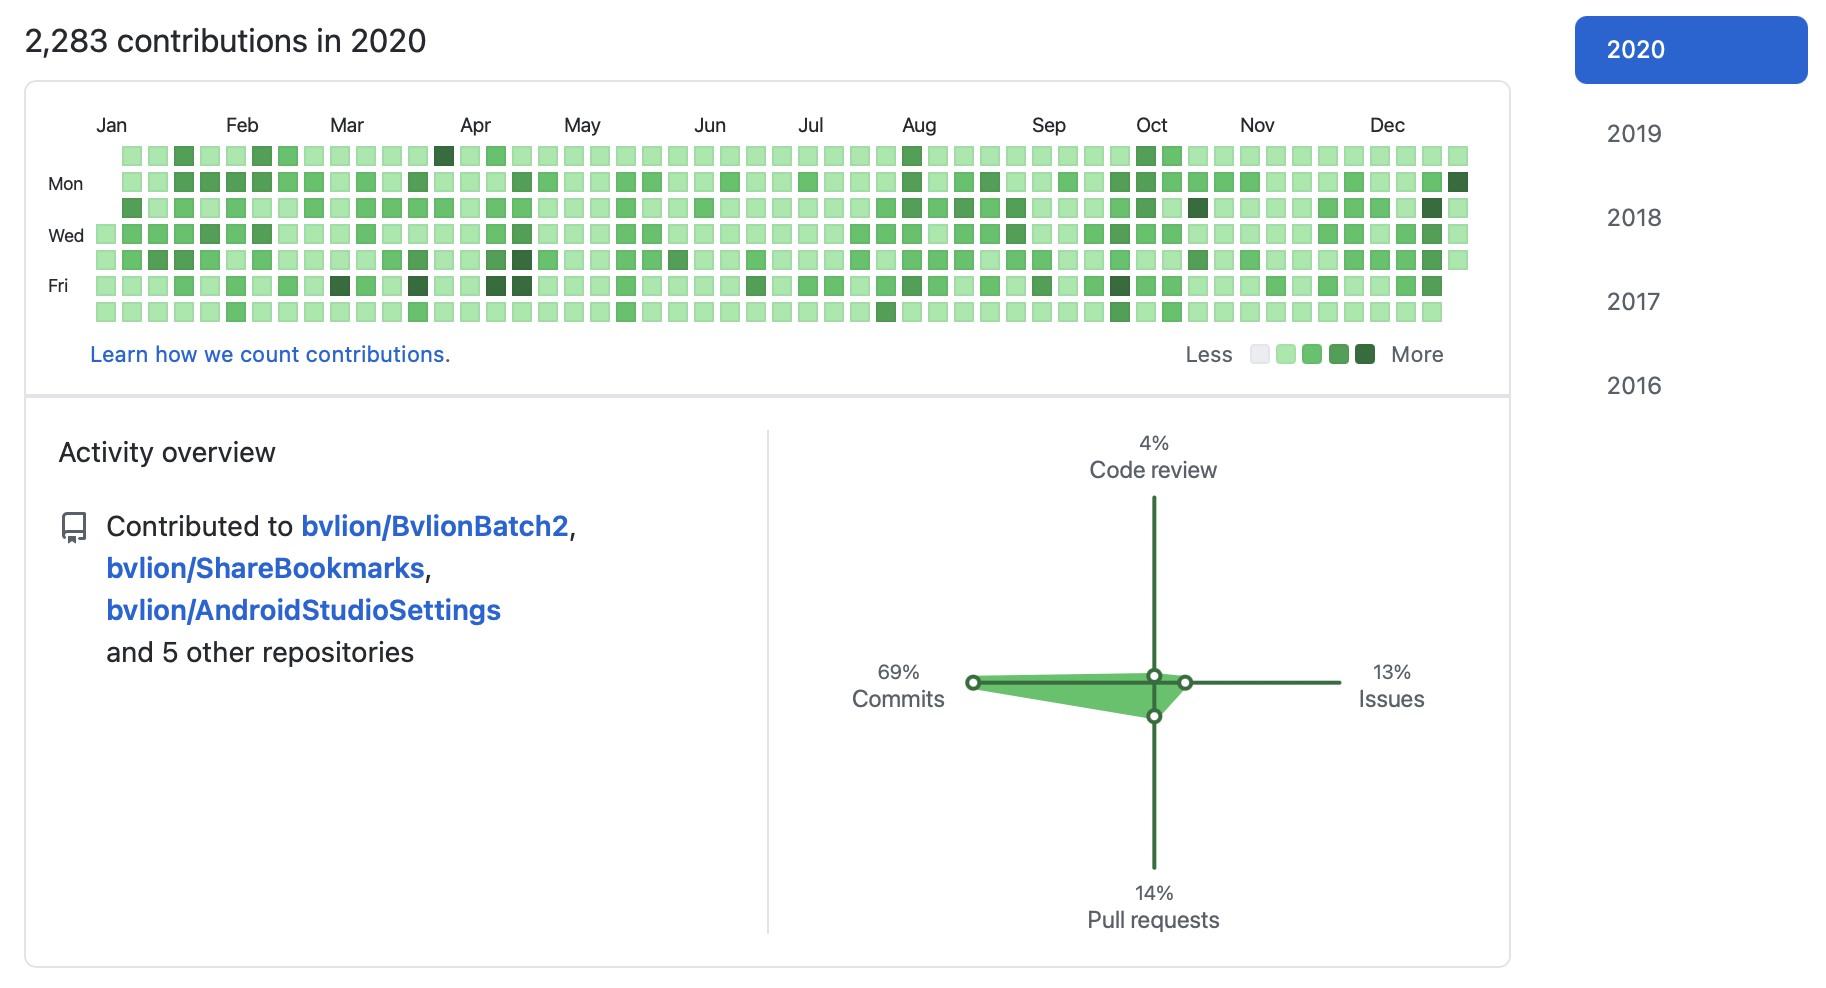 2,283 contributions in 2020
2020
2019
2018
2017
2016
Jan Feb Mar Apr May Jun Jul Aug Sep Oct Nov Dec
Mon
Wed
Fri
Learn how we count contributions.
Less More
Activity overview
Contributed to bvlion/BvlionBatch2,
bvlion/ShareBookmarks,
bvlion/AndroidStudioSettings
and 5 other repositories
4%
Code review
69%
Commits
13%
Issues
14%
Pull requests